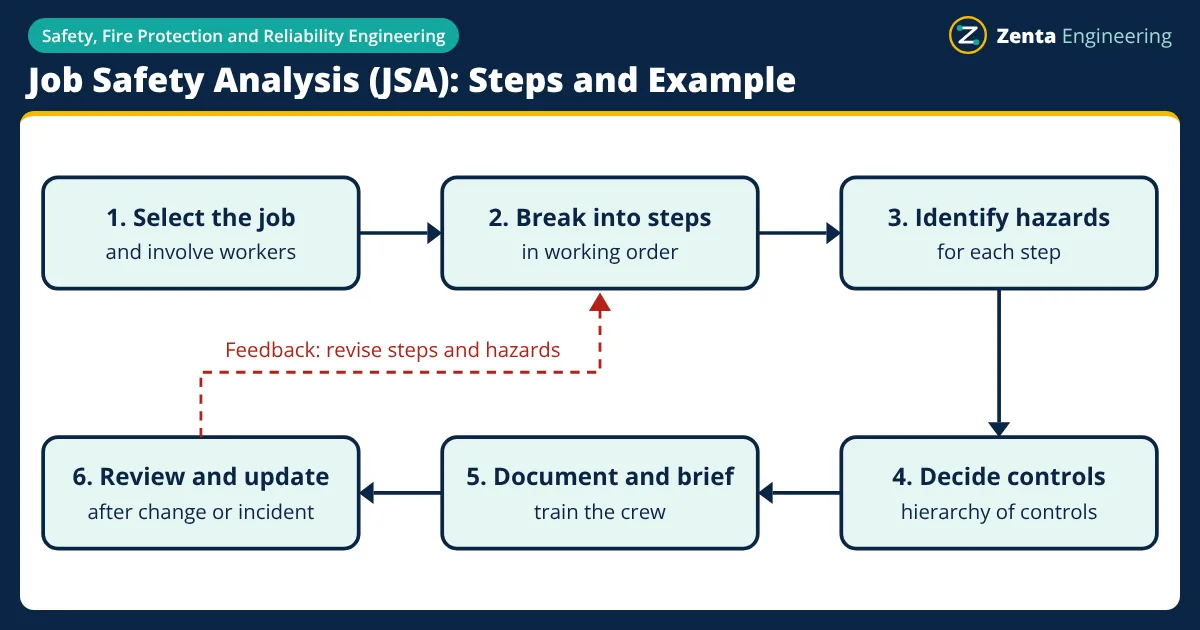 Safety, Fire Protection and Reliability Engineering
Zenta Engineering
Job Safety Analysis (JSA): Steps and Example
1. Select the job
and involve workers
2. Break into steps
in working order
3. Identify hazards
for each step
Feedback: revise steps and hazards
6. Review and update
after change or incident
5. Document and brief
train the crew
4. Decide controls
hierarchy of controls